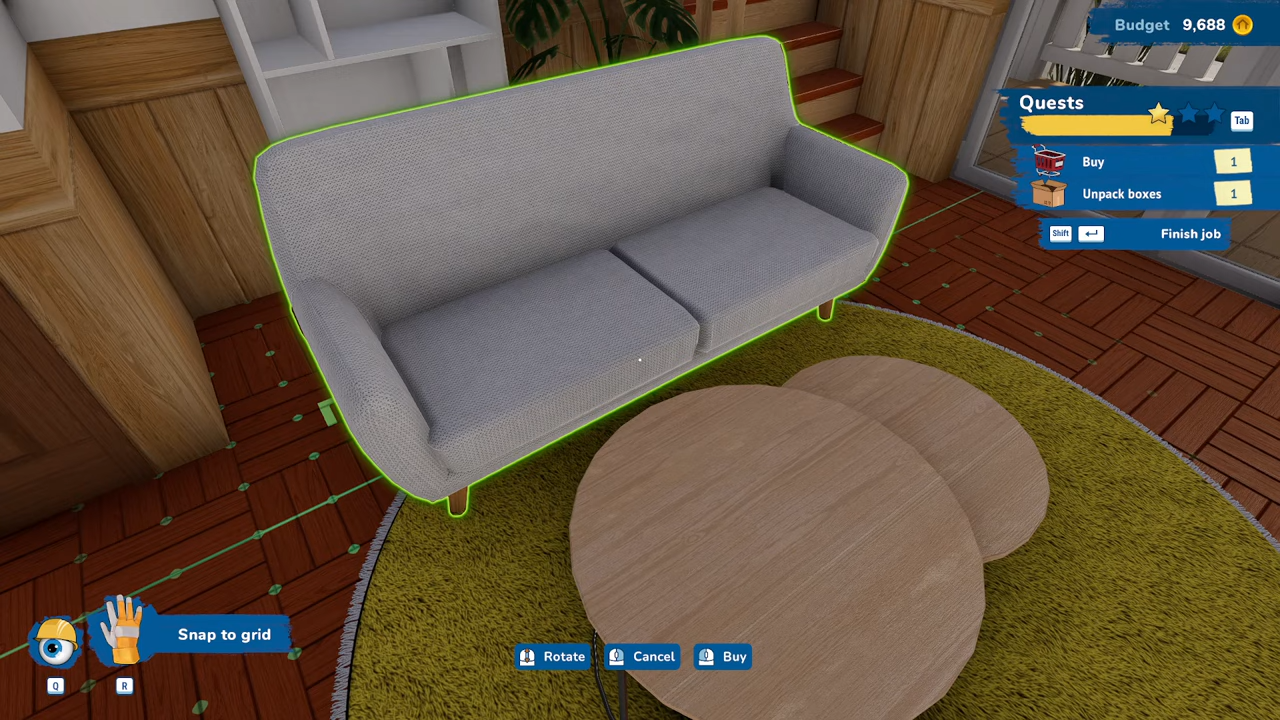 Budget 9,688
Quests
Tab
Buy 1
Unpack boxes 1
Shift Finish job
Snap to grid
Q R
Rotate Cancel Buy